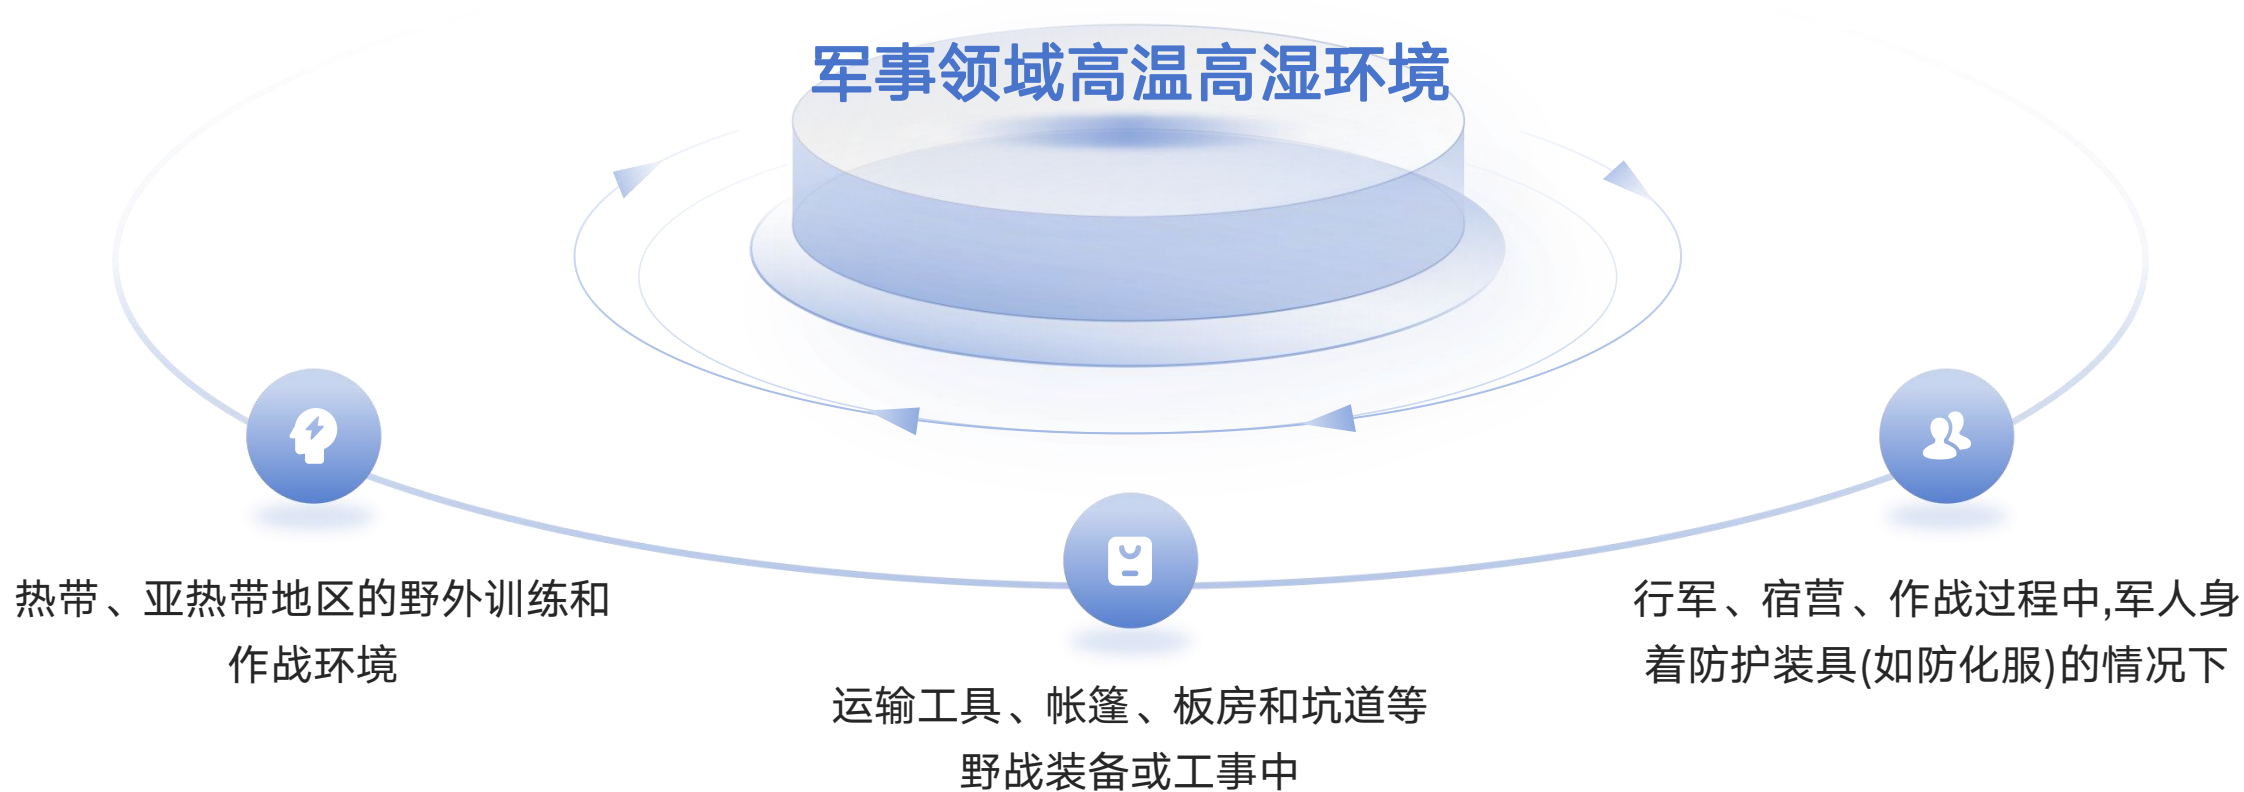 军事领域高温高湿环境
热带、亚热带地区的野外训练和
作战环境
运输工具、帐篷、板房和坑道等
野战装备或工事中
行军、宿营、作战过程中,军人身
着防护装具(如防化服)的情况下